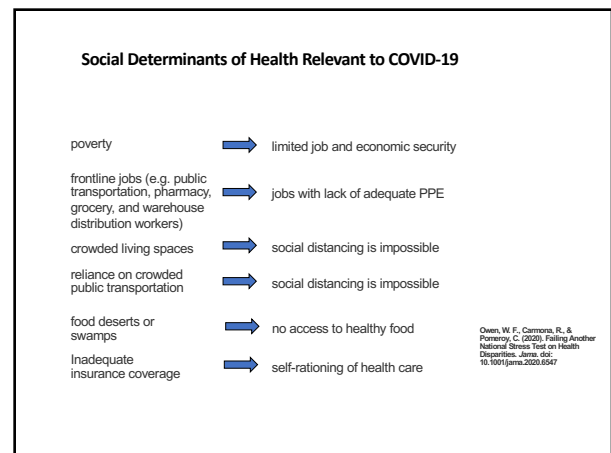 Social Determinants of Health Relevant to COVID-19
poverty
limited job and economic security
frontline jobs (e.g. public
transportation, pharmacy,
grocery, and warehouse
distribution workers)
jobs with lack of adequate PPE
crowded living spaces
social distancing is impossible
reliance on crowded
public transportation
social distancing is impossible
food deserts or
swamps
no access to healthy food
Inadequate
insurance coverage
self-rationing of health care
Owen, W. F., Carmona, R., &
Pomeroy, C. (2020). Failing Another
National Stress Test on Health
Disparities. Jama. doi:
10.1001/jama.2020.6547